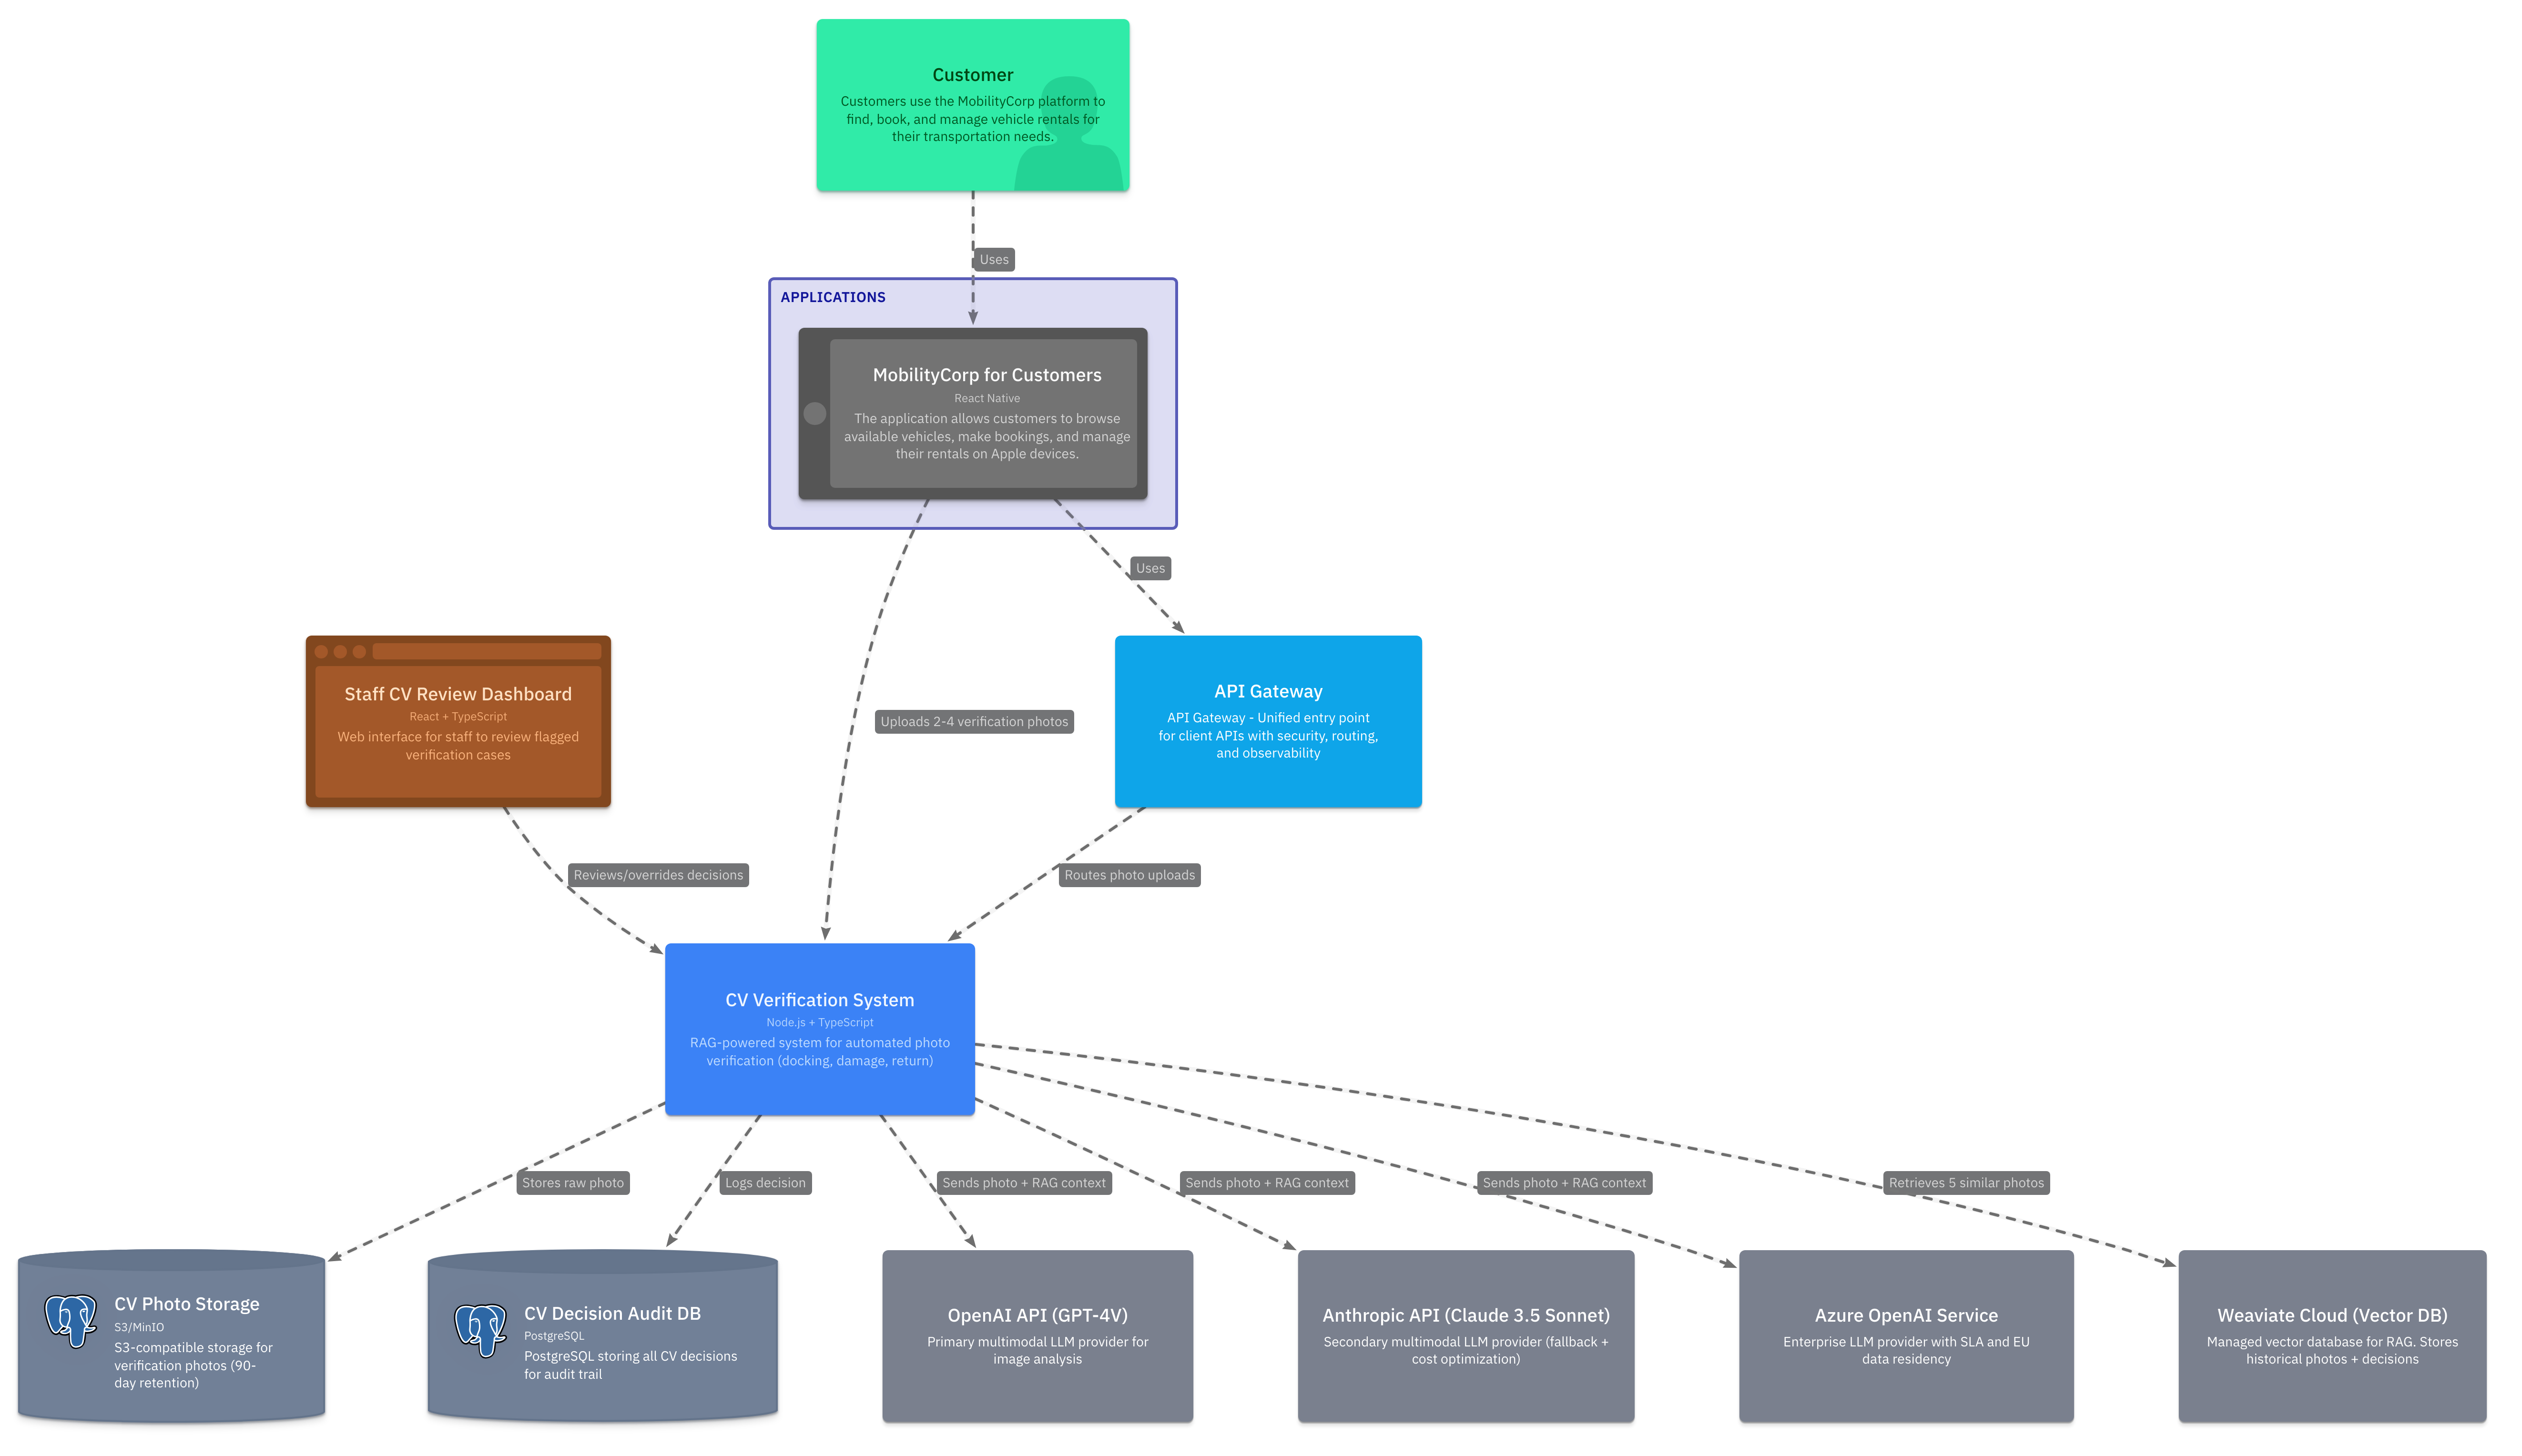 Customer
Customers use the MobilityCorp platform to
find, book, and manage vehicle rentals for
their transportation needs.
Uses
APPLICATIONS
MobilityCorp for Customers
React Native
The application allows customers to browse
available vehicles, make bookings, and manage
their rentals on Apple devices.
Uses
Uploads 2-4 verification photos
Staff CV Review Dashboard
React + TypeScript
Web interface for staff to review flagged
verification cases
API Gateway
API Gateway - Unified entry point
for client APIs with security, routing,
and observability
Reviews/overrides decisions
Routes photo uploads
CV Verification System
Node.js + TypeScript
RAG-powered system for automated photo
verification (docking, damage, return)
Stores raw photo
Logs decision
Sends photo + RAG context
Sends photo + RAG context
Sends photo + RAG context
Retrieves 5 similar photos
CV Photo Storage
S3/MinIO
S3-compatible storage for
verification photos (90-
day retention)
CV Decision Audit DB
PostgreSQL
PostgreSQL storing all CV decisions
for audit trail
OpenAI API (GPT-4V)
Primary multimodal LLM provider for
image analysis
Anthropic API (Claude 3.5 Sonnet)
Secondary multimodal LLM provider (fallback +
cost optimization)
Azure OpenAI Service
Enterprise LLM provider with SLA and EU
data residency
Weaviate Cloud (Vector DB)
Managed vector database for RAG. Stores
historical photos + decisions